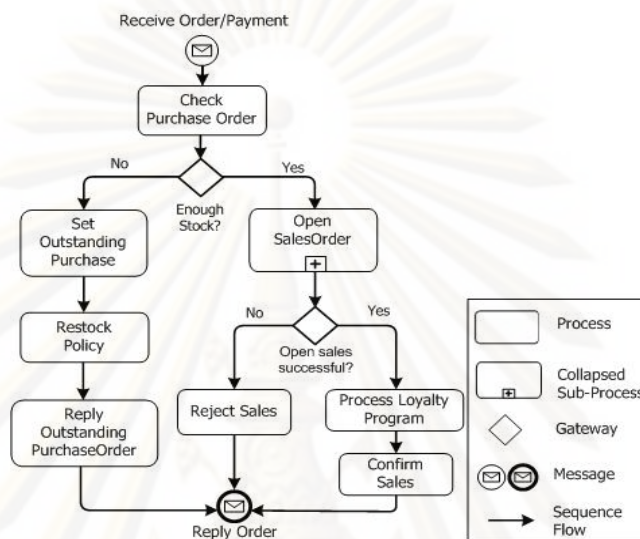 Receive Order/Payment
Check
Purchase Order
No
Yes
Enough
Stock?
Set
Outstanding
Purchase
Open
SalesOrder
Restock
Policy
No
Yes
Open sales
successful?
Reply
Outstanding
PurchaseOrder
Reject Sales
Process Loyalty
Program
Confirm
Sales
Reply Order
Process
Collapsed
Sub-Process
Gateway
Message
Sequence
Flow